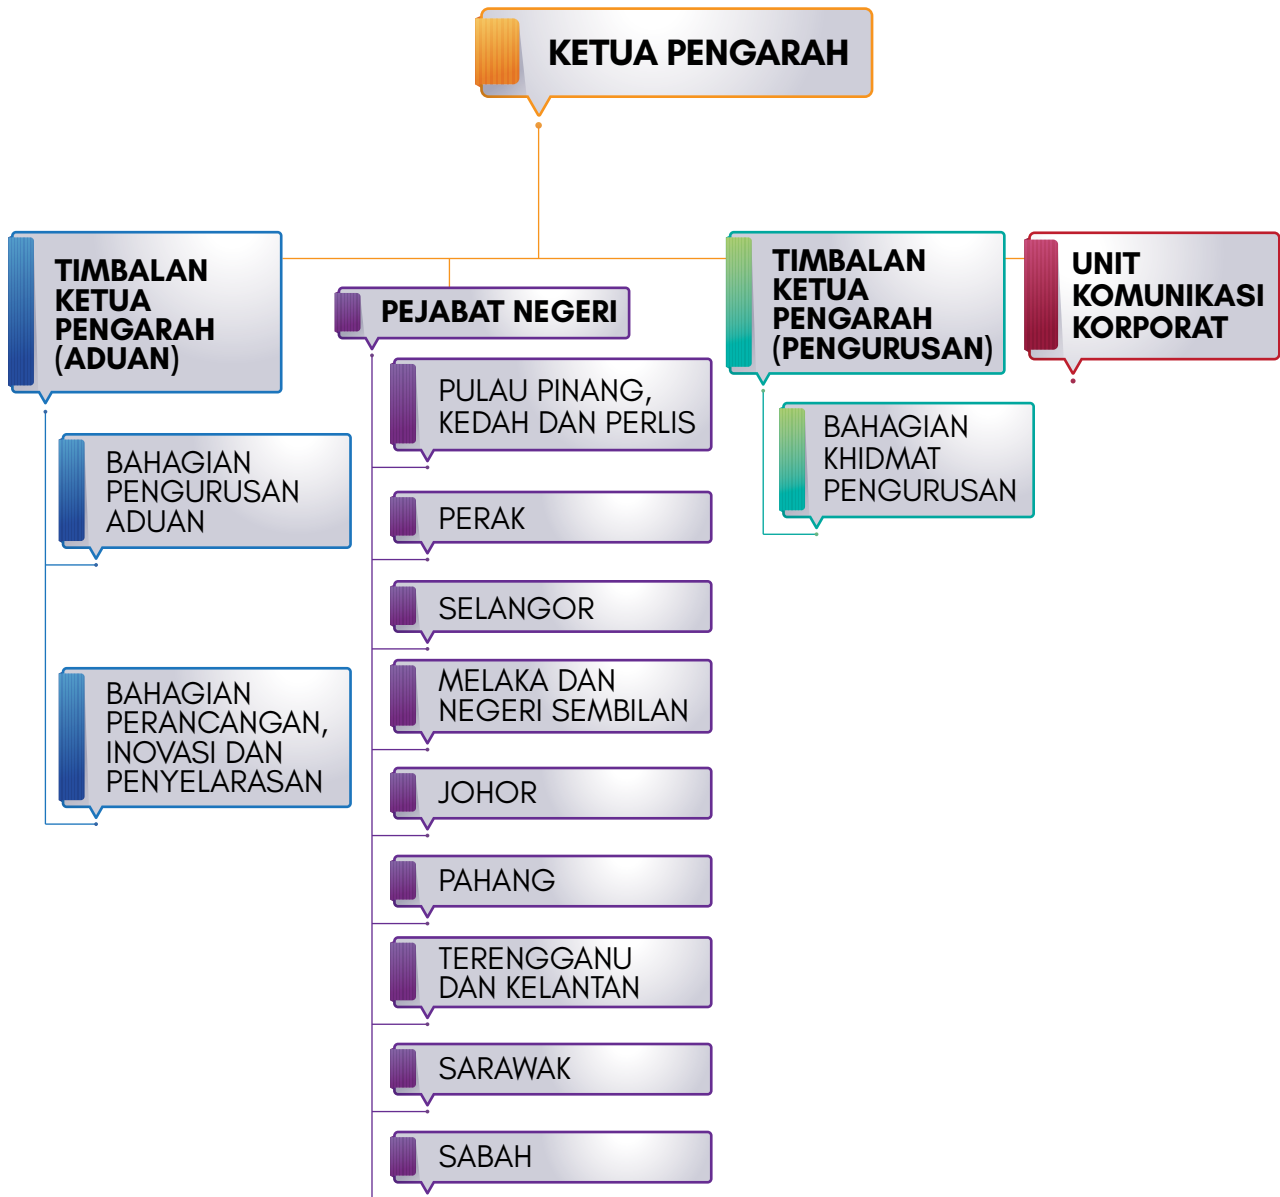 KETUA PENGARAH
TIMBALAN
KETUA
PENGARAH
(ADUAN)
BAHAGIAN
PENGURUSAN
ADUAN
BAHAGIAN
PERANCANGAN,
INOVASI DAN
PENYELARASAN
PEJABAT NEGERI
PULAU PINANG,
KEDAH DAN PERLIS
PERAK
SELANGOR
MELAKA DAN
NEGERI SEMBILAN
JOHOR
PAHANG
TERENGGANU
DAN KELANTAN
SARAWAK
SABAH
TIMBALAN
KETUA
PENGARAH
(PENGURUSAN)
BAHAGIAN
KHIDMAT
PENGURUSAN
UNIT
KOMUNIKASI
KORPORAT